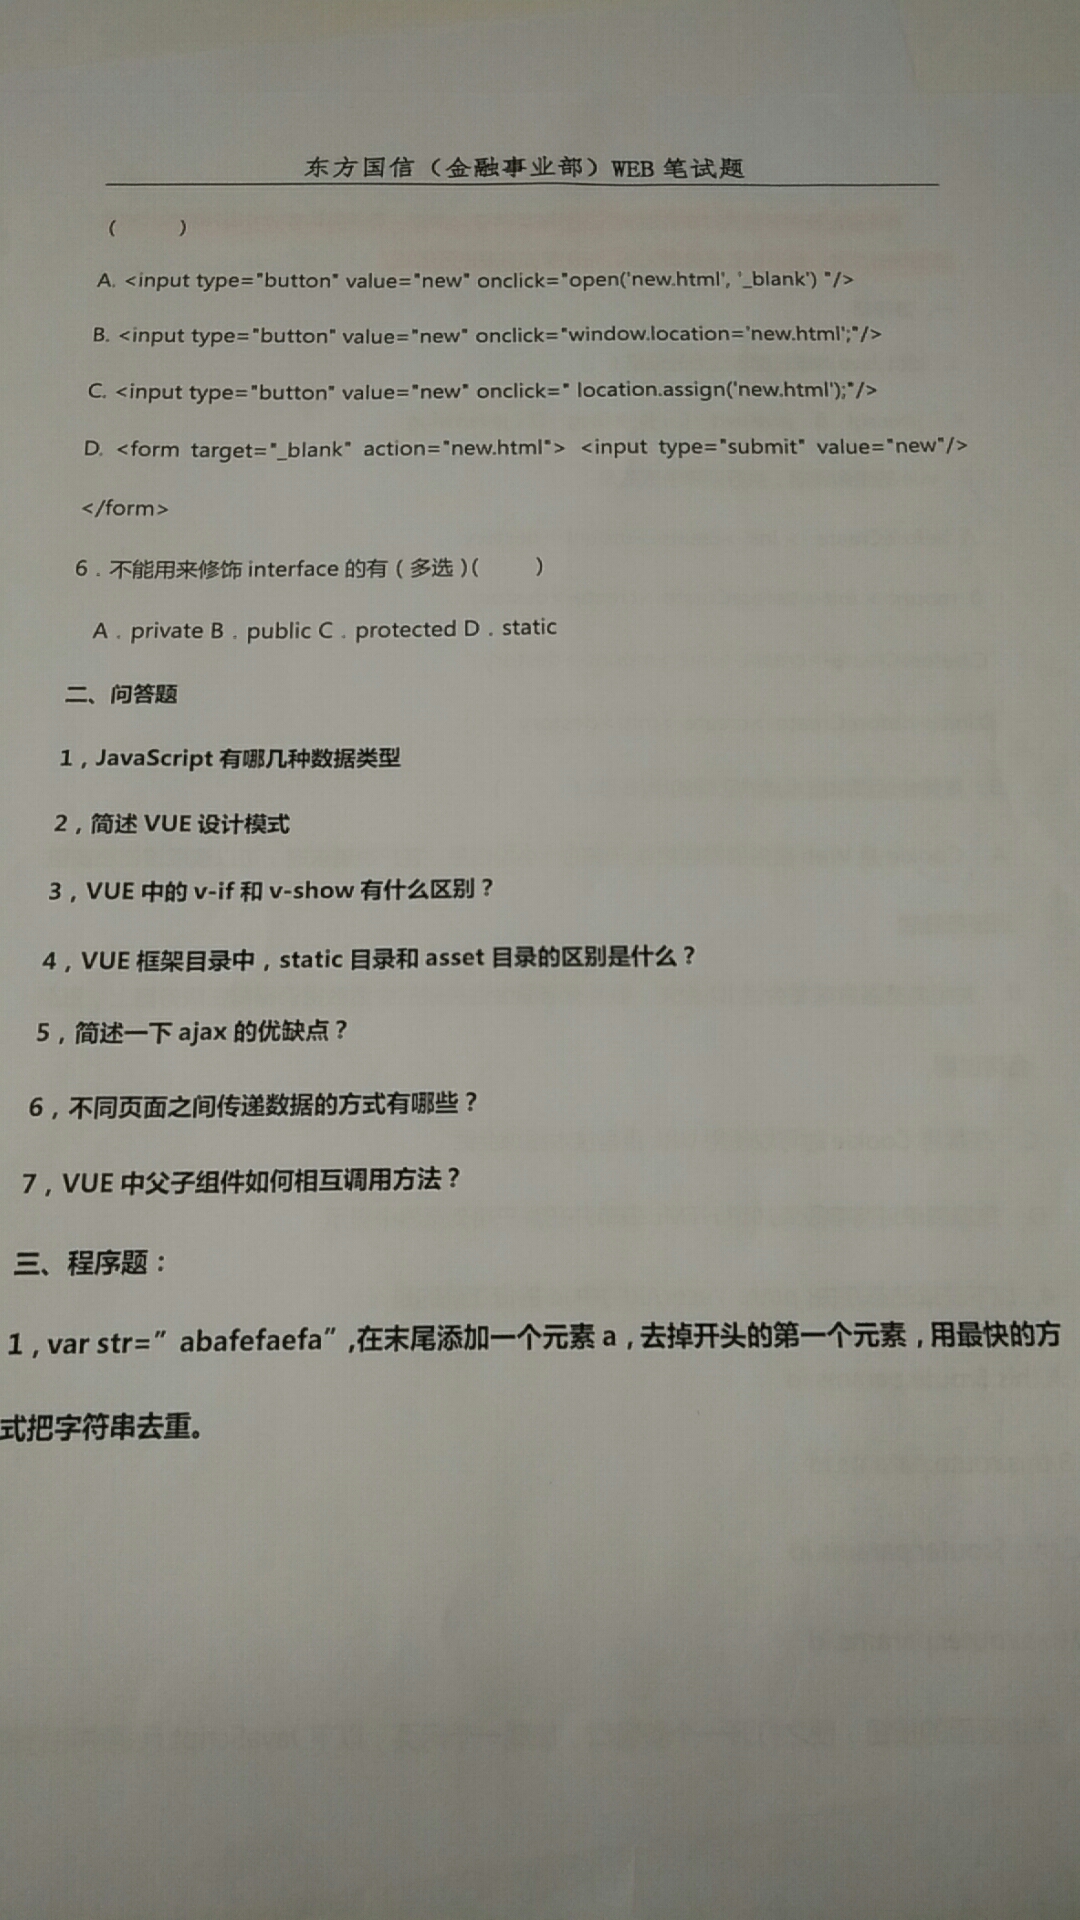 东方国信（金融事业部）WEB 笔试题
（ ）
A. <input type="button" value="new" onclick="open('new.html', '_blank') "/>
B. <input type="button" value="new" onclick="window.location='new.html';"/>
C. <input type="button" value="new" onclick=" location.assign('new.html');"/>
D. <form target="_blank" action="new.html"> <input type="submit" value="new"/>
</form>
6．不能用来修饰 interface 的有（多选）( )
A．private B．public C．protected D．static
二、问答题
1，JavaScript 有哪几种数据类型
2，简述 VUE 设计模式
3，VUE 中的 v-if 和 v-show 有什么区别？
4，VUE 框架目录中，static 目录和 asset 目录的区别是什么？
5，简述一下 ajax 的优缺点？
6，不同页面之间传递数据的方式有哪些？
7，VUE 中父子组件如何相互调用方法？
三、程序题：
1，var str=” abafefaefa”,在末尾添加一个元素 a，去掉开头的第一个元素，用最快的方
式把字符串去重。